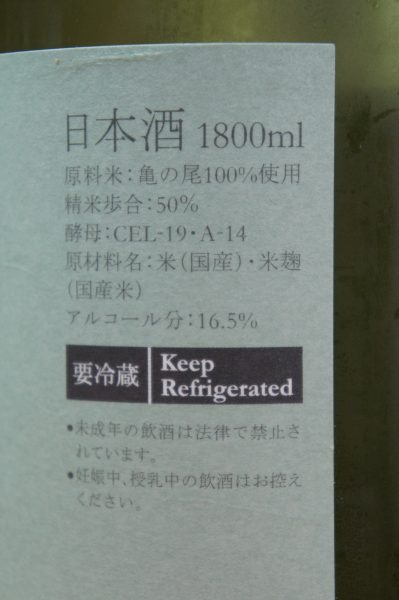 日本酒 1800ml
原料米：亀の尾100%使用
精米歩合：50%
酵母：CEL-19・A-14
原材料名：米（国産）・米麹
（国産米）
アルコール分：16.5%
要冷蔵
Keep
Refrigerated
•未成年の飲酒は法律で禁止さ
れています。
•妊娠中、授乳中の飲酒はお控え
ください。